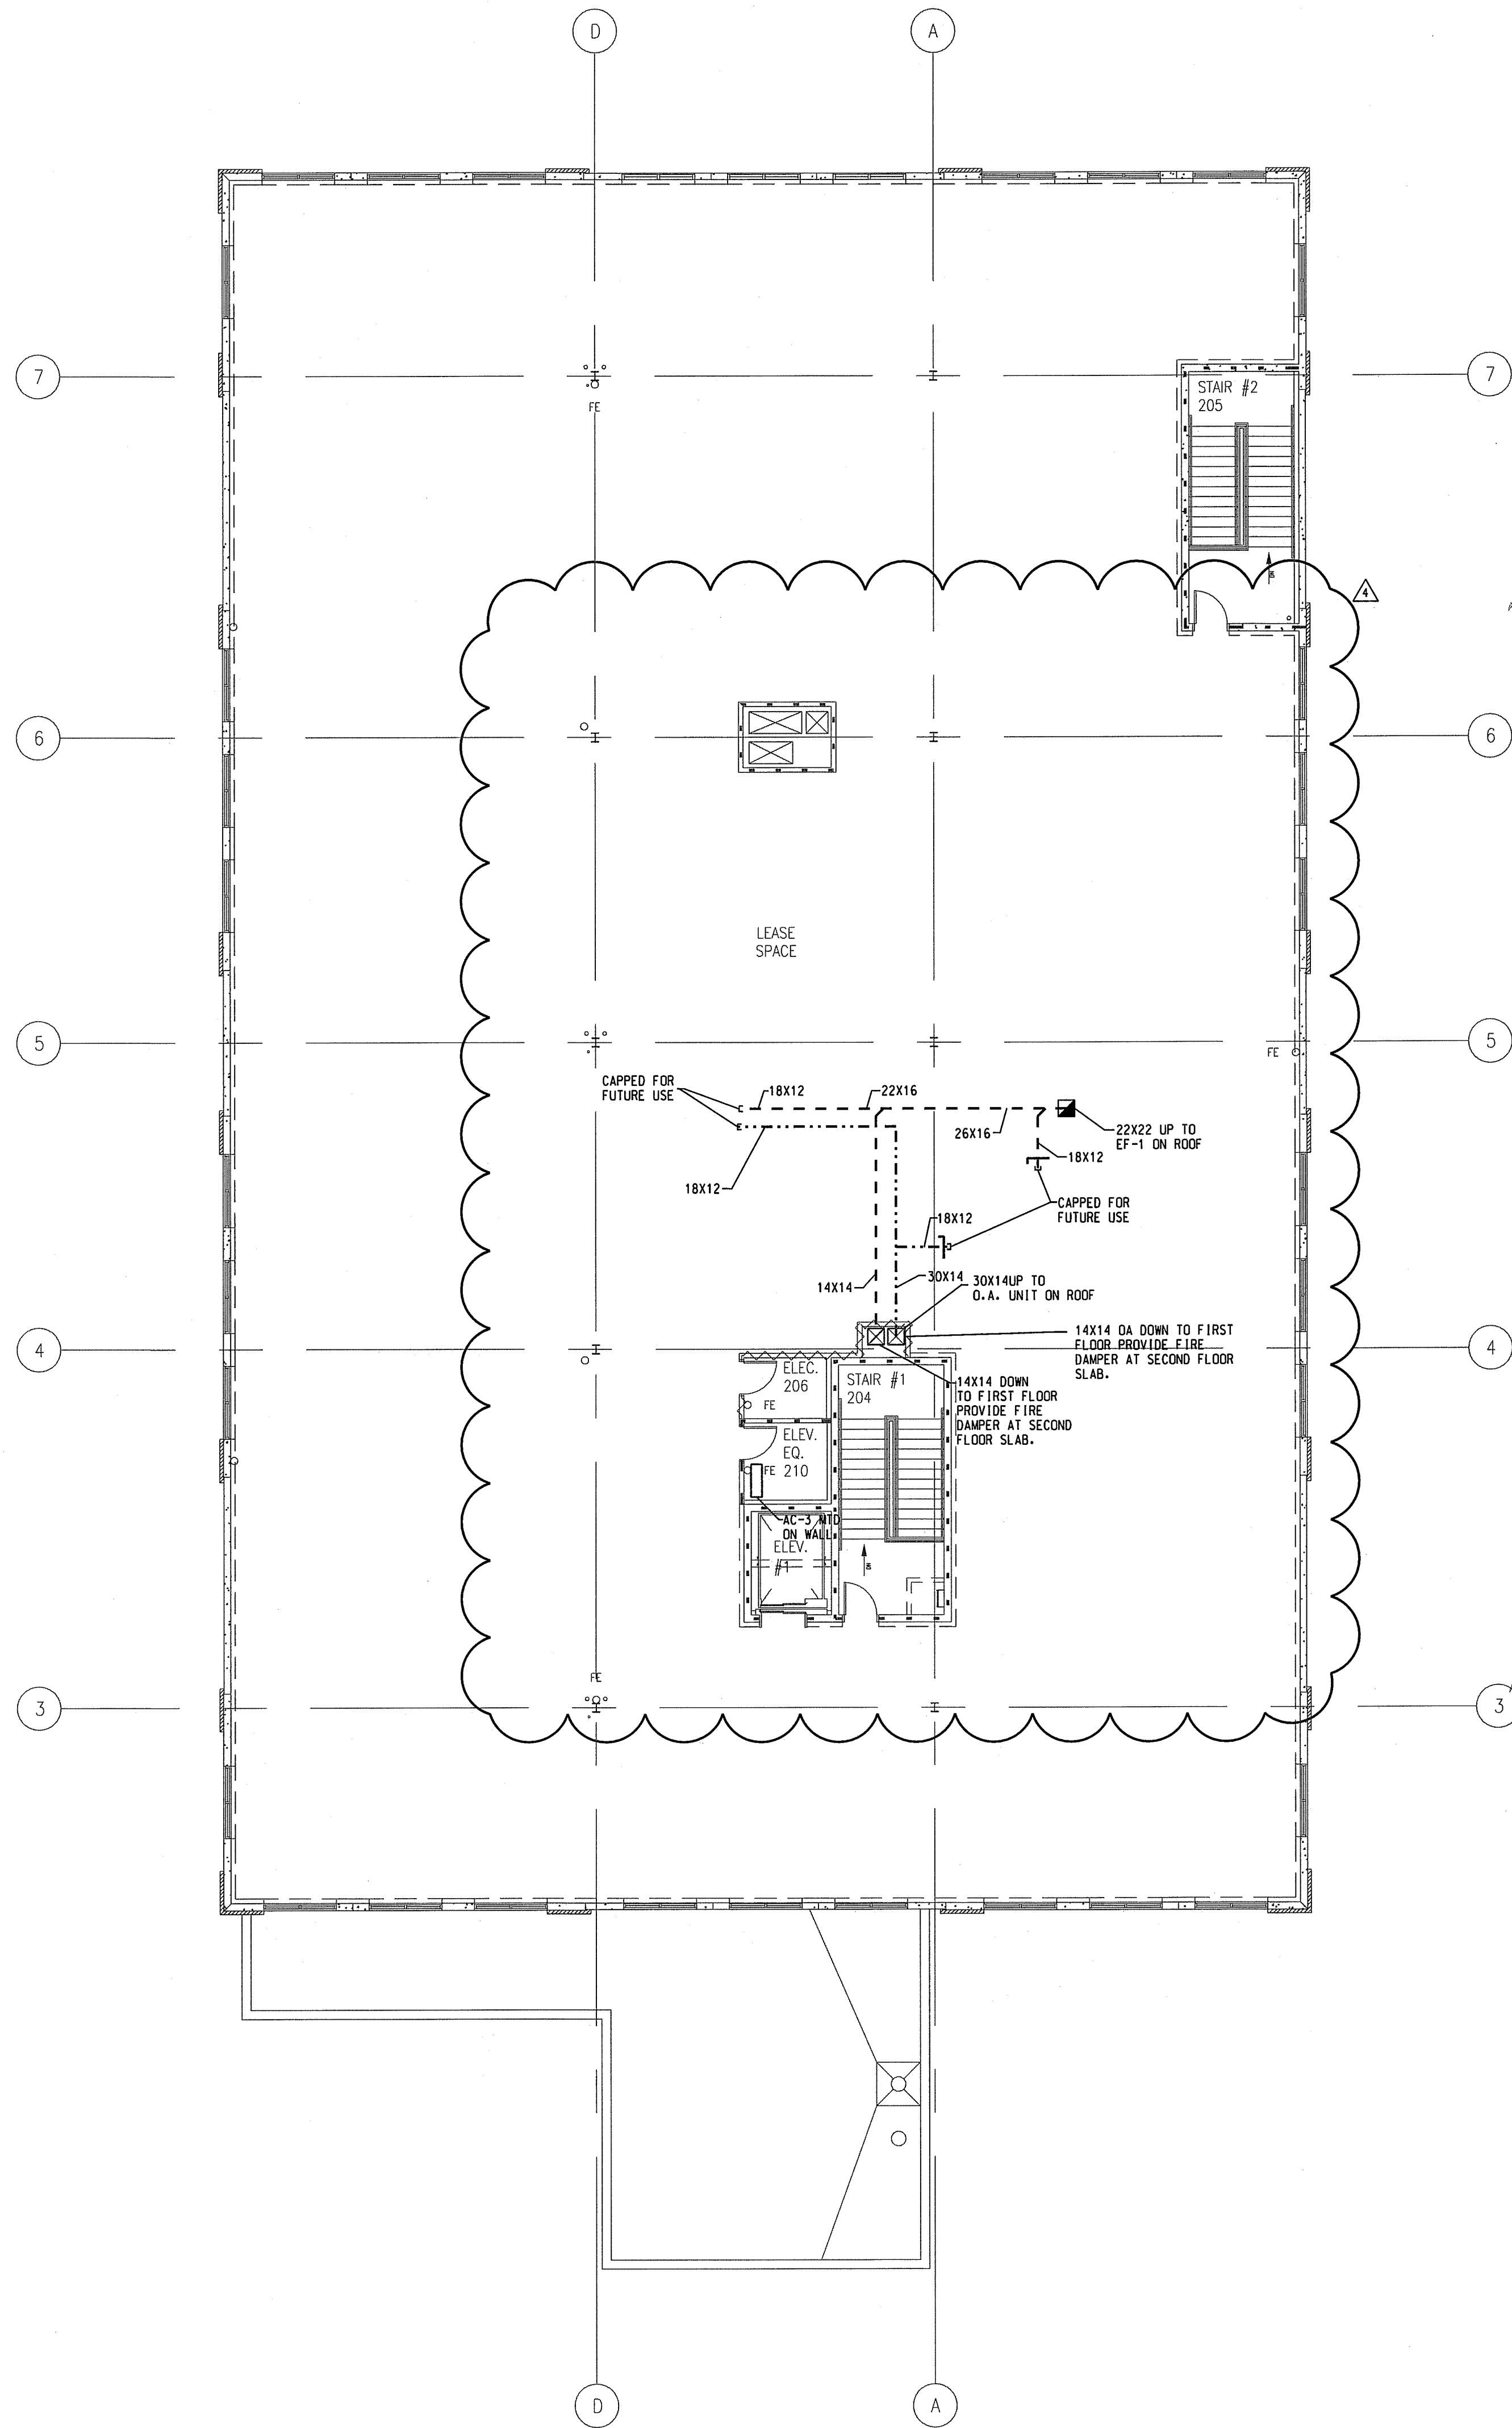 D
A
7
7
STAIR #2
205
FE
DN
4
6
6
LEASE
SPACE
5
5
FE
CAPPED FOR
FUTURE USE
18X12
22X16
26X16
22X22 UP TO
EF-1 ON ROOF
18X12
18X12
CAPPED FOR
FUTURE USE
18X12
14X14
30X14
30X14UP TO
O.A. UNIT ON ROOF
14X14 OA DOWN TO FIRST
FLOOR PROVIDE FIRE
DAMPER AT SECOND FLOOR
SLAB.
4
4
ELEC.
206
FE
STAIR #1
204
14X14 DOWN
TO FIRST FLOOR
PROVIDE FIRE
DAMPER AT SECOND
FLOOR SLAB.
ELEV.
EQ.
210
FE
AC-3 MTD
ON WALL
ELEV.
#1
DN
FE
3
3
D
A